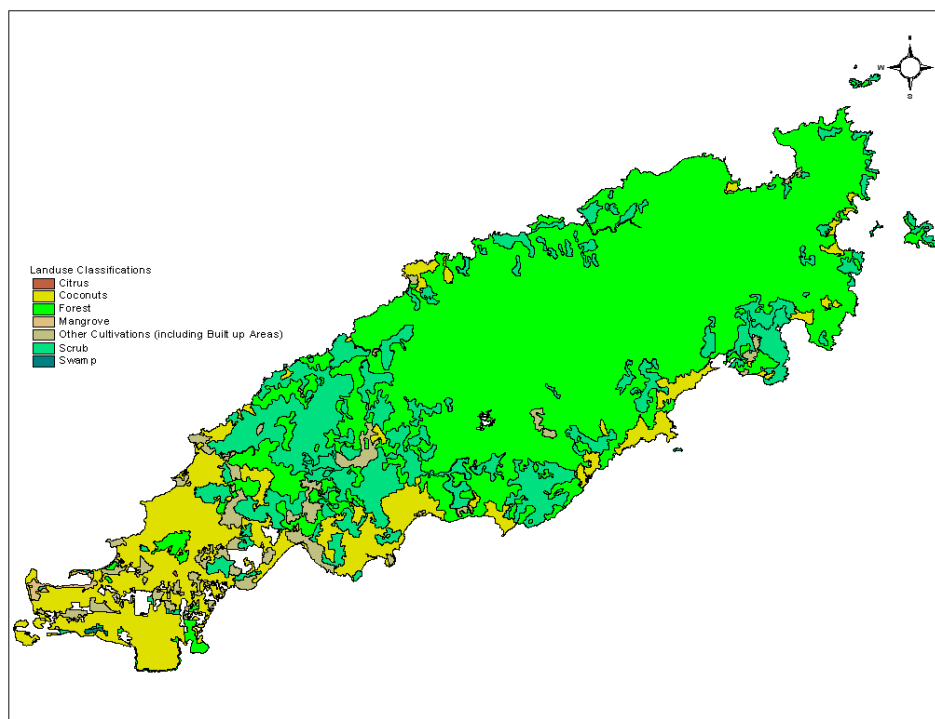 W
S
Landuse Classifications
Citrus
Coconuts
Forest
Mangrove
Other Cultivations (including Built up Areas)
Scrub
Swamp